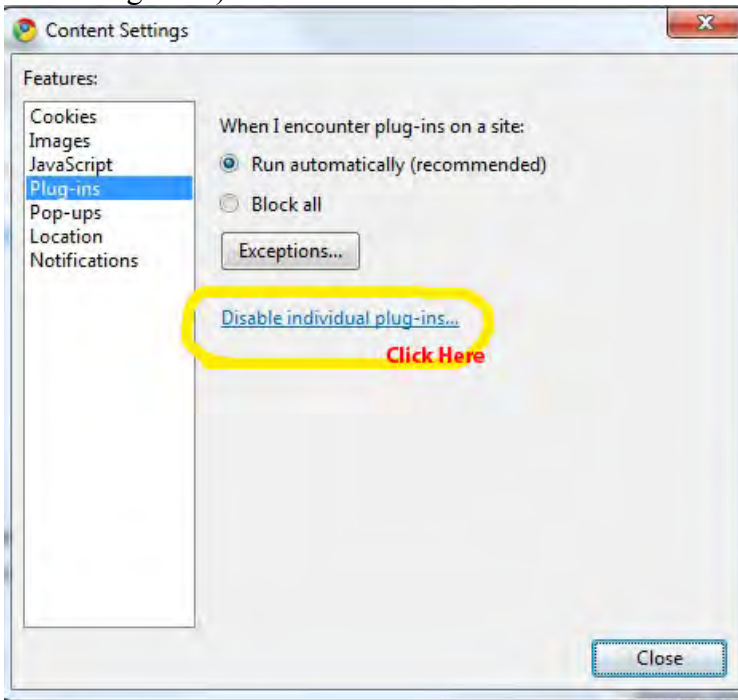 Content Settings
Features:
Cookies
Images
JavaScript
Plug-ins
Pop-ups
Location
Notifications
When I encounter plug-ins on a site:
Run automatically (recommended)
Block all
Exceptions...
Disable individual plug-ins...
Click Here
Close